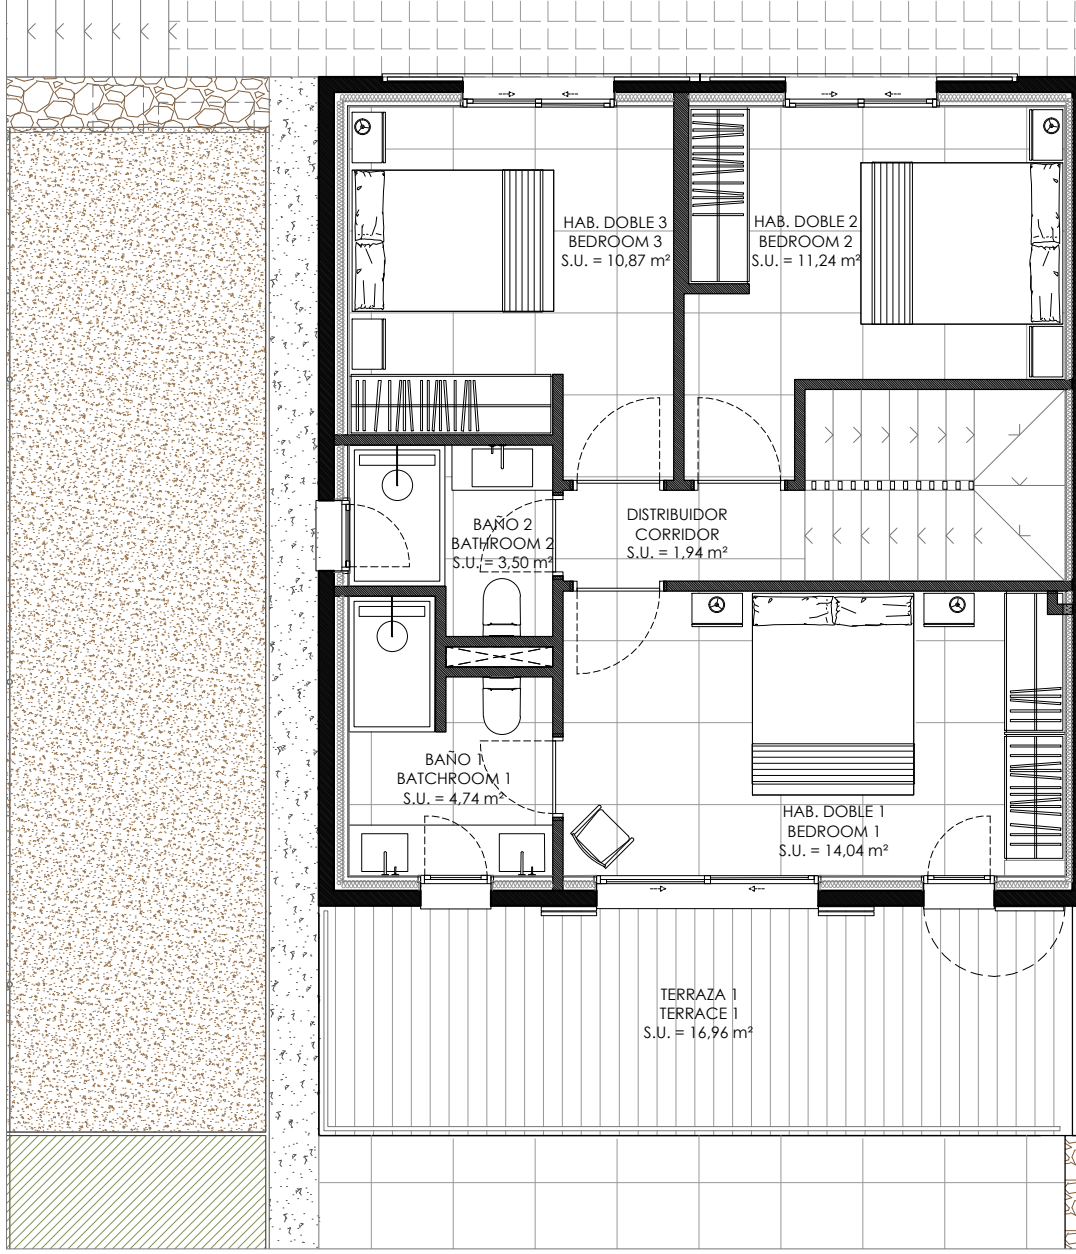 HAB. DOBLE 3
BEDROOM 3
S.U. = 10,87 m²
HAB. DOBLE 2
BEDROOM 2
S.U. = 11,24 m²
BAÑO 2
BATHROOM 2
S.U. = 3,50 m²
DISTRIBUIDOR
CORRIDOR
S.U. = 1,94 m²
BAÑO 1
BATCHROOM 1
S.U. = 4,74 m²
HAB. DOBLE 1
BEDROOM 1
S.U. = 14,04 m²
TERRAZA 1
TERRACE 1
S.U. = 16,96 m²